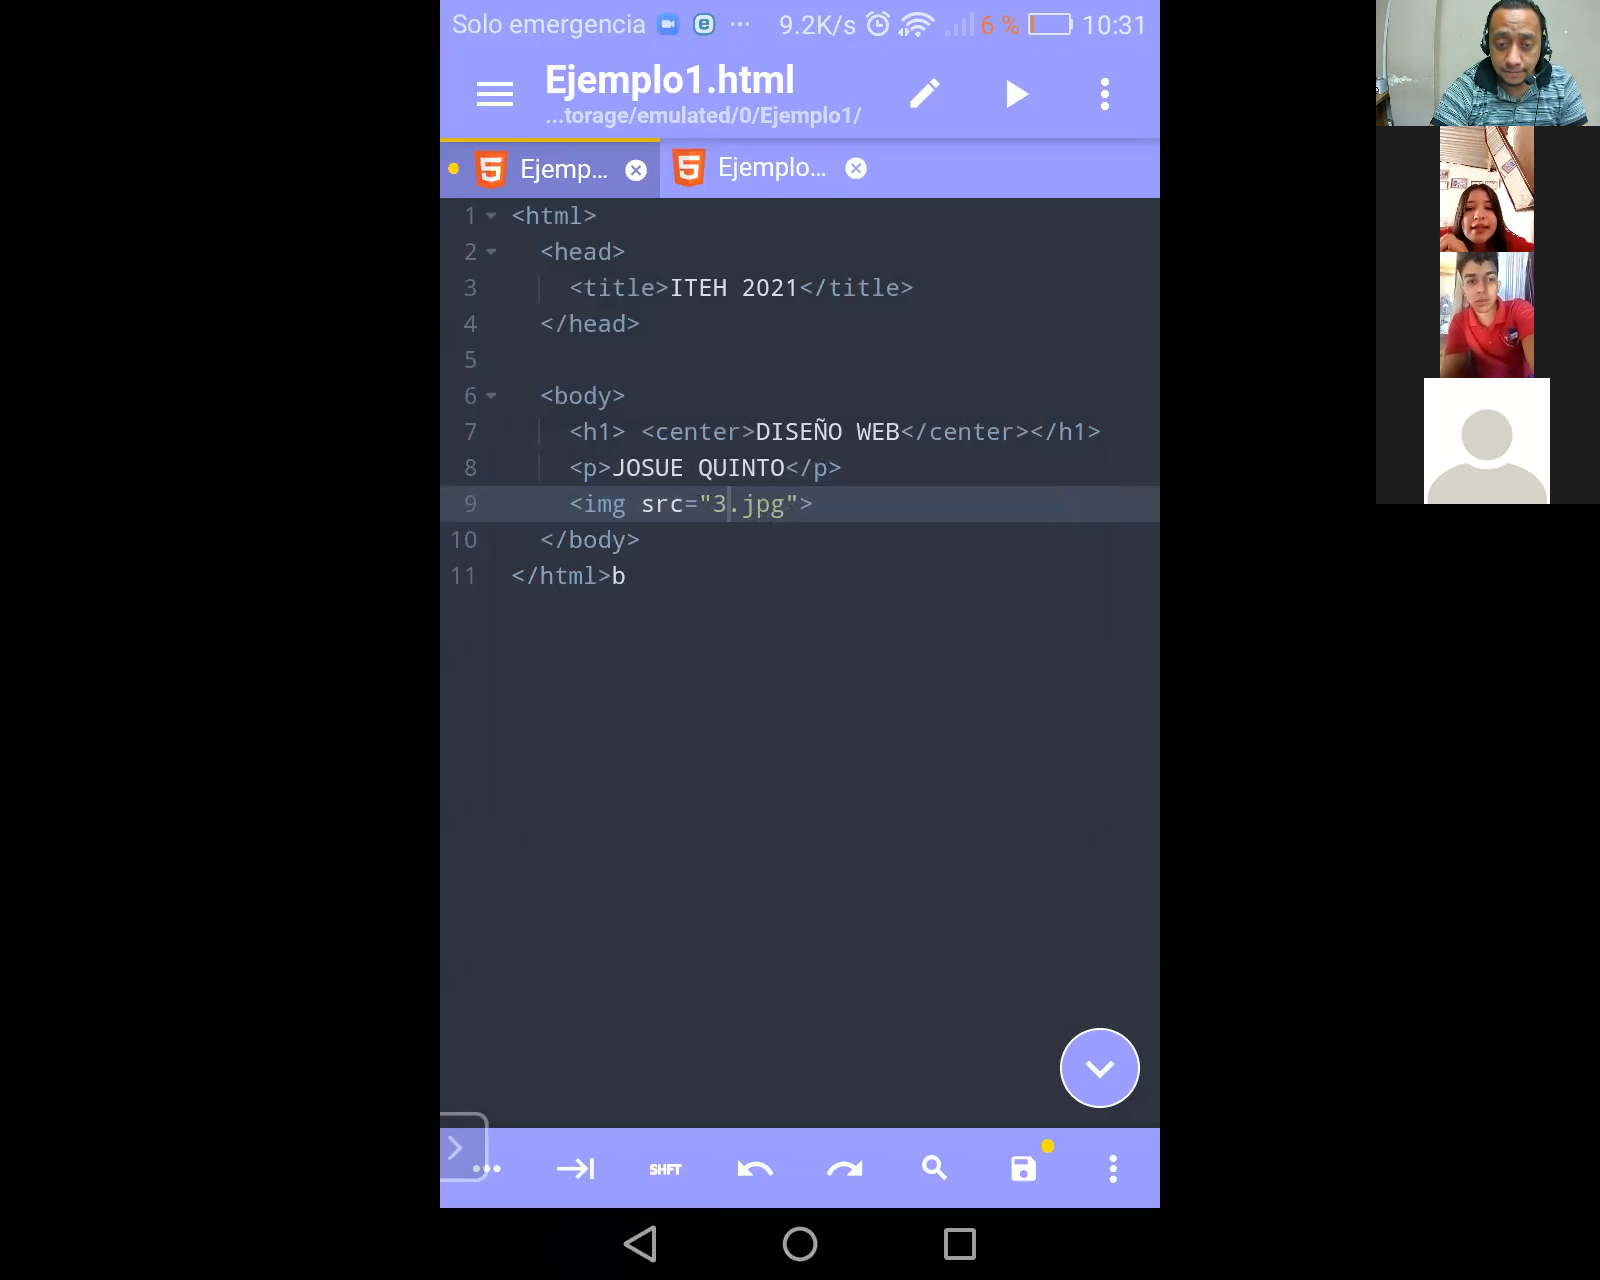 Solo emergencia ... 9.2K/s 6 % 10:31
Ejemplo1.html
...torage/emulated/0/Ejemplo1/
Ejemp... Ejemplo...
1 <html>
2 <head>
3 <title>ITEH 2021</title>
4 </head>
5
6 <body>
7 <h1> <center>DISEÑO WEB</center></h1>
8 <p>JOSUE QUINTO</p>
9 <img src="3.jpg">
10 </body>
11 </html>b
SHFT